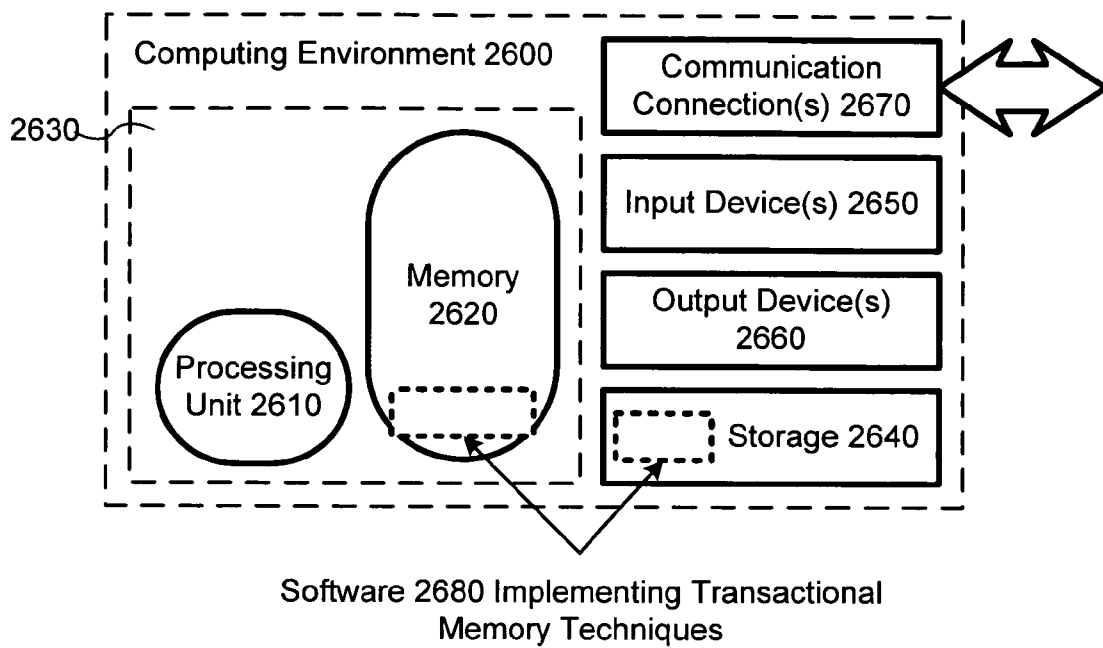 Computing Environment 2600
Communication
Connection(s) 2670
2630
Input Device(s) 2650
Memory
2620
Output Device(s)
2660
Processing
Unit 2610
Storage 2640
Software 2680 Implementing Transactional
Memory Techniques